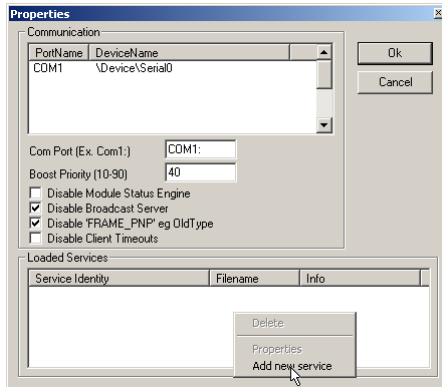 Properties
Communication
PortName DeviceName
COM1 \Device\Serial0
Ok
Cancel
Com Port (Ex. Com1:) COM1:
Boost Priority (10-90) 40
Disable Module Status Engine
Disable Broadcast Server
Disable 'FRAME_PNP' eg OldType
Disable Client Timeouts
Loaded Services
Service Identity Filename Info
Delete
Properties
Add new service